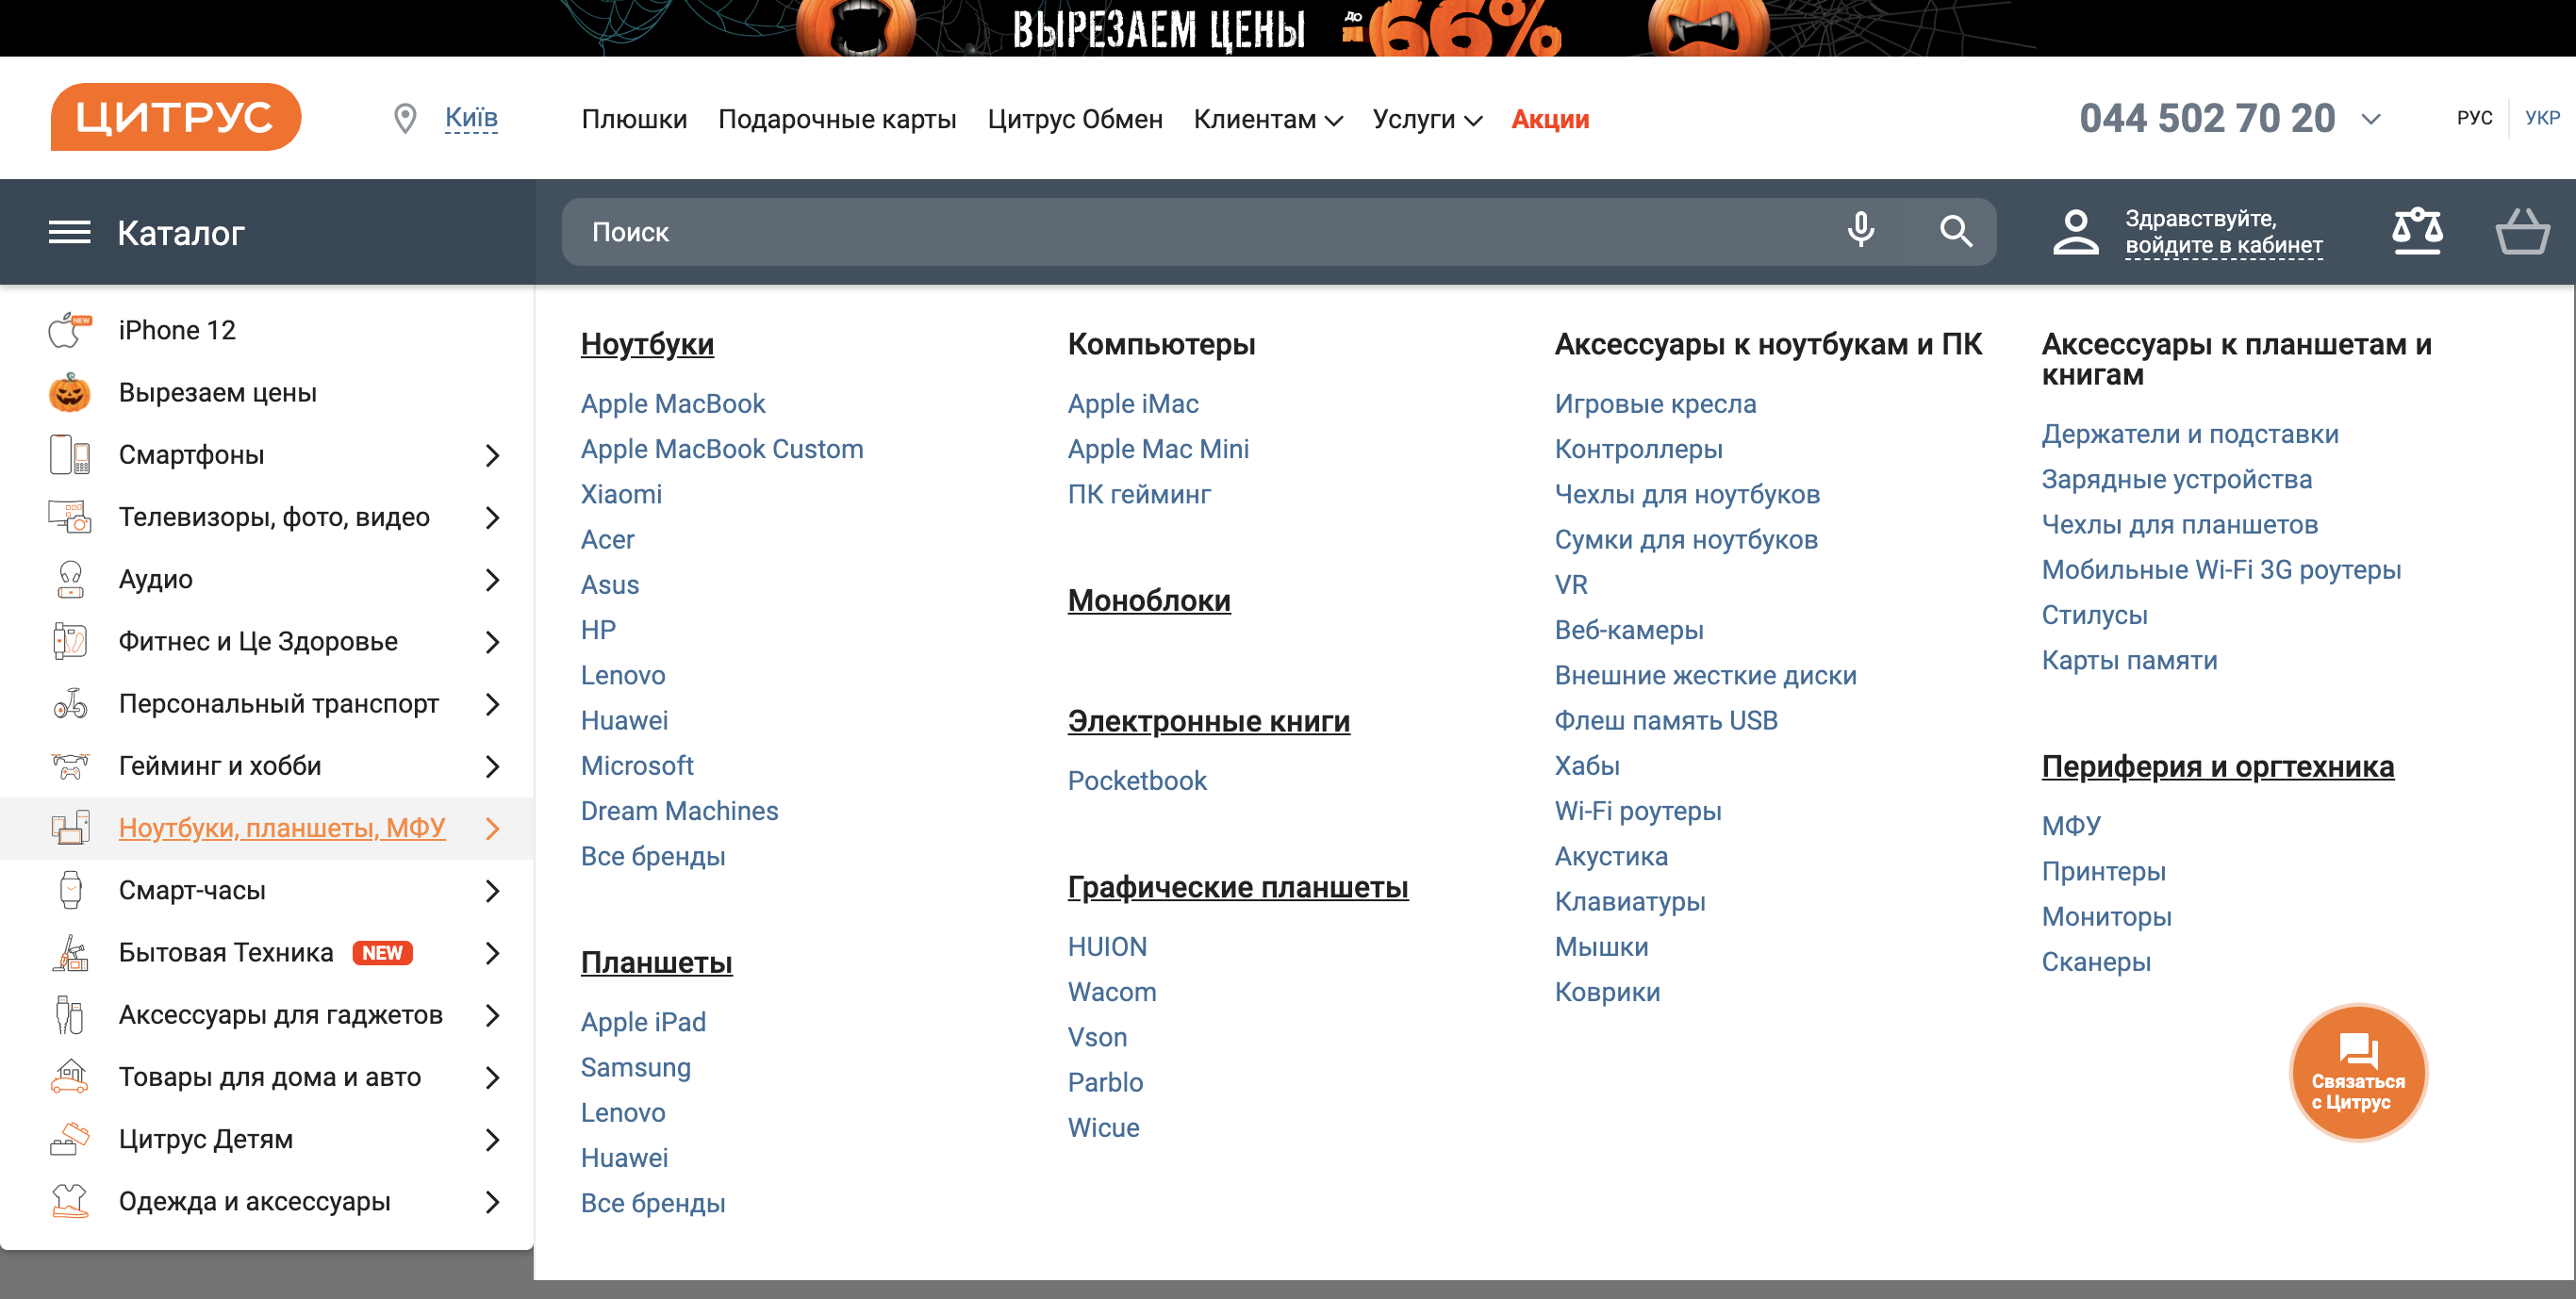 ВЫРЕЗАЕМ ЦЕНЫ до 66%
ЦИТРУС
Київ
Плюшки
Подарочные карты
Цитрус Обмен
Клиентам
Услуги
Акции
044 502 70 20
РУС
УКР
Каталог
Поиск
Здравствуйте,
войдите в кабинет
NEW
iPhone 12
Вырезаем цены
Смартфоны
Телевизоры, фото, видео
Аудио
Фитнес и Це Здоровье
Персональный транспорт
Гейминг и хобби
Ноутбуки, планшеты, МФУ
Смарт-часы
Бытовая Техника NEW
Аксессуары для гаджетов
Товары для дома и авто
Цитрус Детям
Одежда и аксессуары
Ноутбуки
Apple MacBook
Apple MacBook Custom
Xiaomi
Acer
Asus
HP
Lenovo
Huawei
Microsoft
Dream Machines
Все бренды
Планшеты
Apple iPad
Samsung
Lenovo
Huawei
Все бренды
Компьютеры
Apple iMac
Apple Mac Mini
ПК гейминг
Моноблоки
Электронные книги
Pocketbook
Графические планшеты
HUION
Wacom
Vson
Parblo
Wicue
Аксессуары к ноутбукам и ПК
Игровые кресла
Контроллеры
Чехлы для ноутбуков
Сумки для ноутбуков
VR
Веб-камеры
Внешние жесткие диски
Флеш память USB
Хабы
Wi-Fi роутеры
Акустика
Клавиатуры
Мышки
Коврики
Аксессуары к планшетам и
книгам
Держатели и подставки
Зарядные устройства
Чехлы для планшетов
Мобильные Wi-Fi 3G роутеры
Стилусы
Карты памяти
Периферия и оргтехника
МФУ
Принтеры
Мониторы
Сканеры
Связаться
с Цитрус